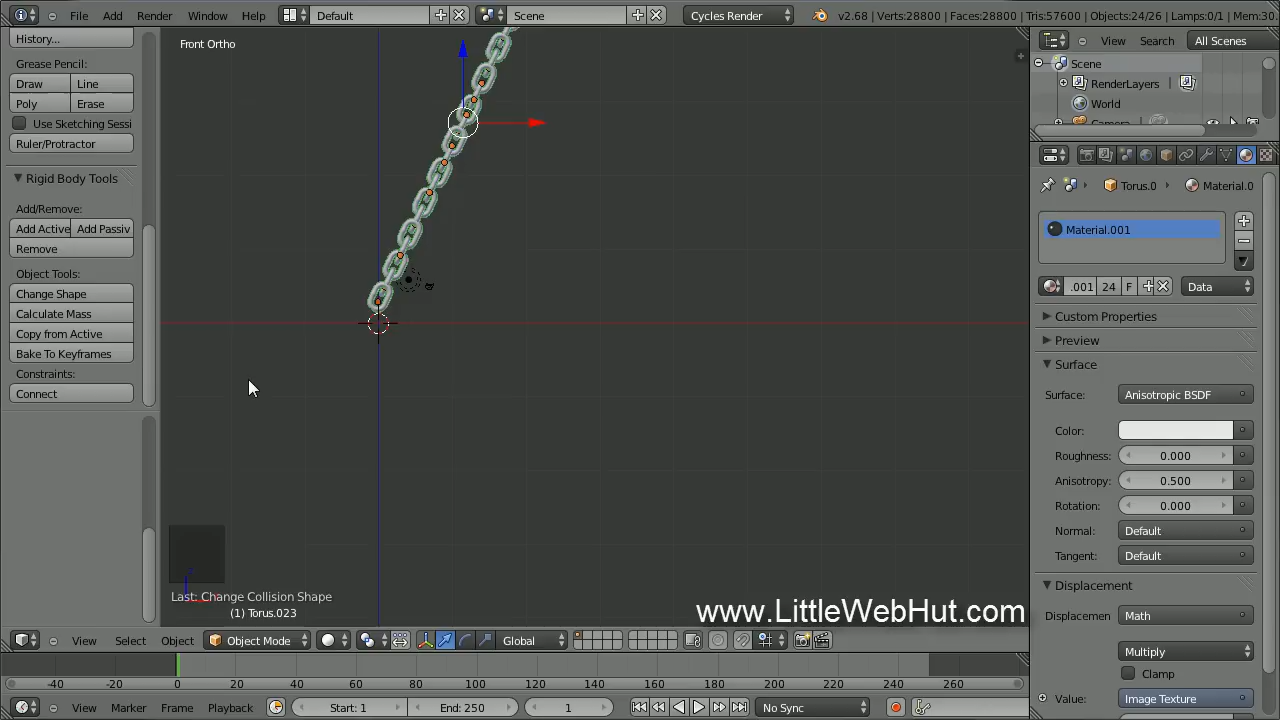 File Add Render Window Help Default Scene Cycles Render v2.68 | Verts:28800 | Faces:28800 | Tris:57600 | Objects:24/26 | Lamps:0/1 | Mem:30.
History...
Grease Pencil:
Draw Line
Poly Erase
Use Sketching Sessi
Ruler/Protractor
Rigid Body Tools
Add/Remove:
Add Active Add Passiv
Remove
Object Tools:
Change Shape
Calculate Mass
Copy from Active
Bake To Keyframes
Constraints:
Connect
Front Ortho
Last: Change Collision Shape
(1) Torus.023
www.LittleWebHut.com
View Select Object Object Mode Global
-40 -20 0 20 40 60 80 100 120 140 160 180 200 220 240 260
View Marker Frame Playback Start: 1 End: 250 1 No Sync
View Search All Scenes
Scene
RenderLayers
World
Camera
Torus.0 Material.0
Material.001
.001 24 F Data
Custom Properties
Preview
Surface
Surface: Anisotropic BSDF
Color:
Roughness: 0.000
Anisotropy: 0.500
Rotation: 0.000
Normal: Default
Tangent: Default
Displacement
Displacemen Math
Multiply
Clamp
Value: Image Texture